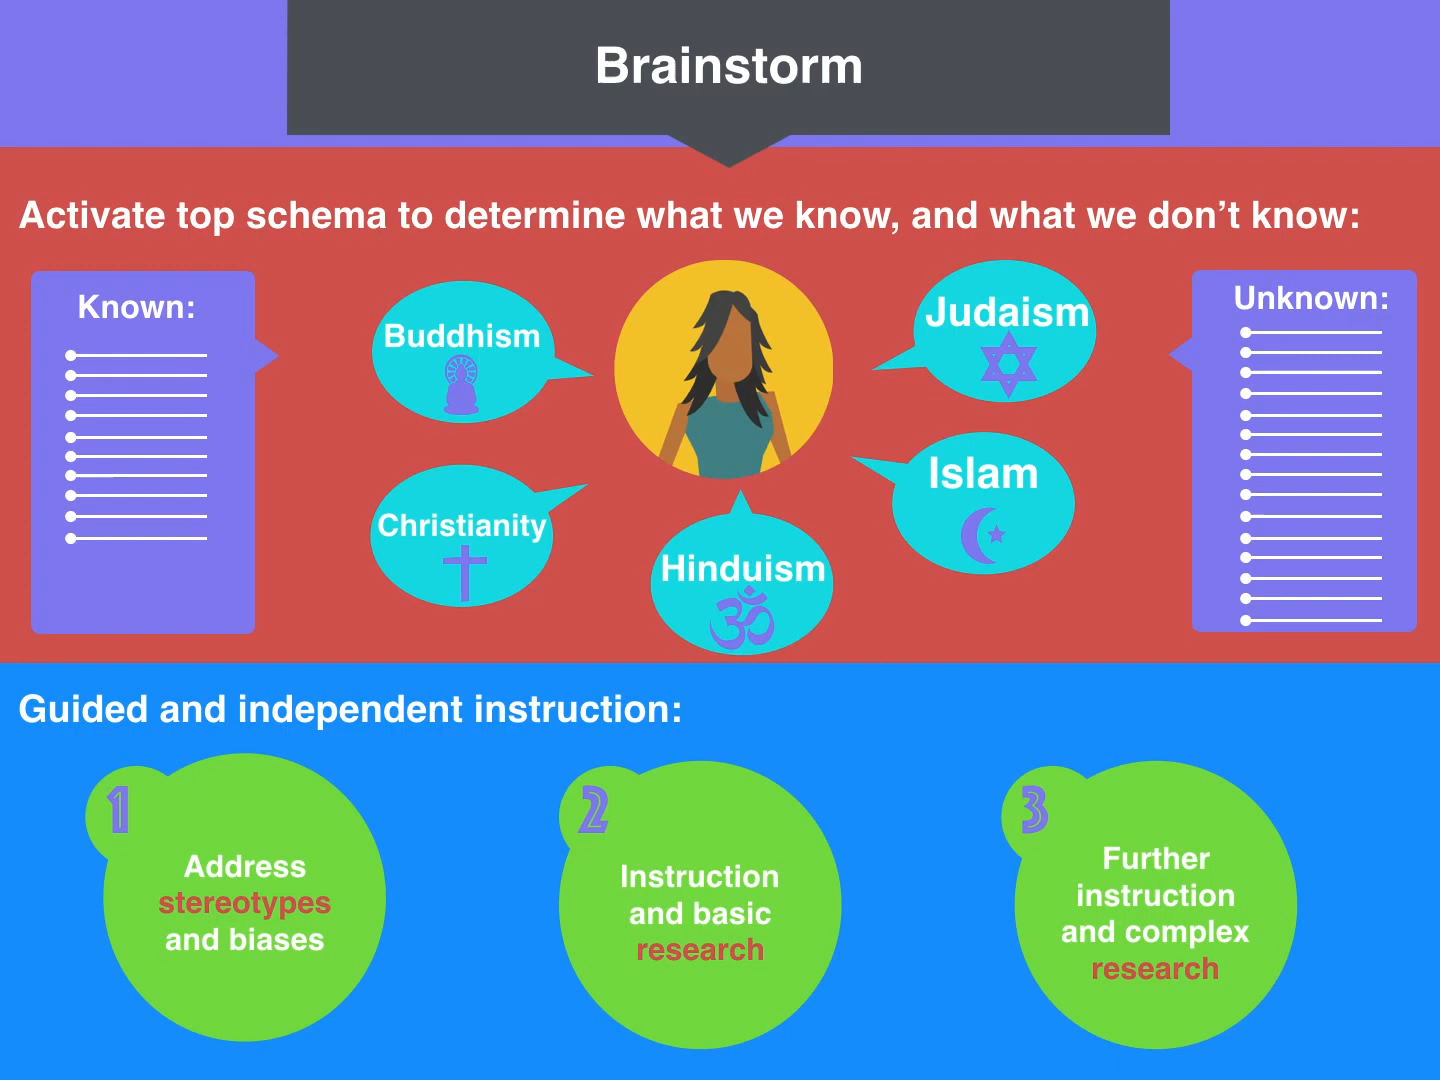 Brainstorm
Activate top schema to determine what we know, and what we don’t know:
Known:
Unknown:
Buddhism
Judaism
Christianity
Islam
Hinduism
Guided and independent instruction:
1
Address
stereotypes
and biases
2
Instruction
and basic
research
3
Further
instruction
and complex
research